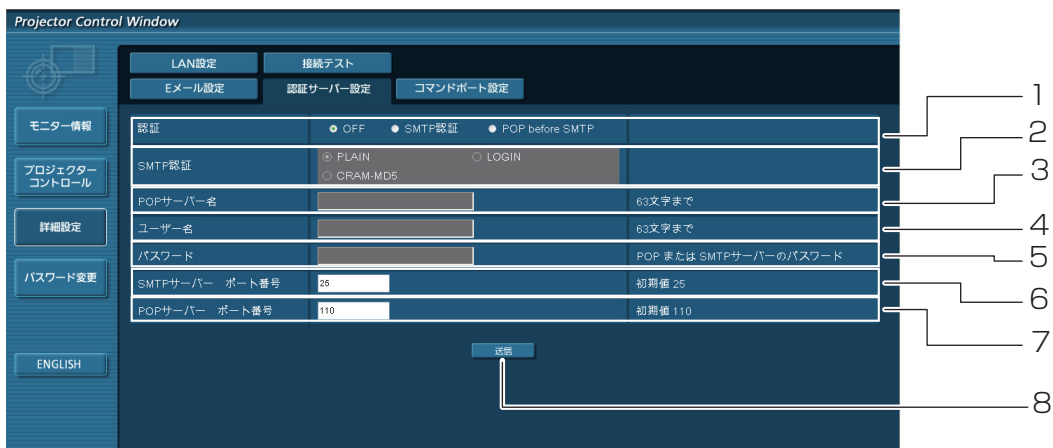 Projector Control Window
LAN設定 接続テスト
Eメール設定 認証サーバー設定 コマンドポート設定
モニター情報
プロジェクター
コントロール
詳細設定
パスワード変更
ENGLISH
認証 OFF SMTP認証 POP before SMTP 1
SMTP認証 PLAIN LOGIN 2
CRAM-MD5
POPサーバー名 63文字まで 3
ユーザー名 63文字まで 4
パスワード POP または SMTPサーバーのパスワード 5
SMTPサーバー ポート番号 25 初期値 25 6
POPサーバー ポート番号 110 初期値 110 7
送信 8